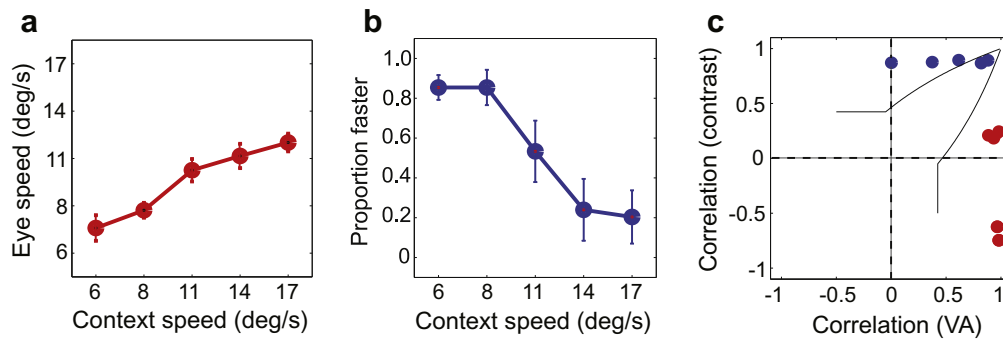 a
Eye speed (deg/s)
17
14
11
8
6
6 8 11 14 17
Context speed (deg/s)
b
Proportion faster
1.0
0.8
0.6
0.4
0.2
0
6 8 11 14 17
Context speed (deg/s)
c
Correlation (contrast)
1
0.5
0
-0.5
-1
-1 0 0.5 1
Correlation (VA)